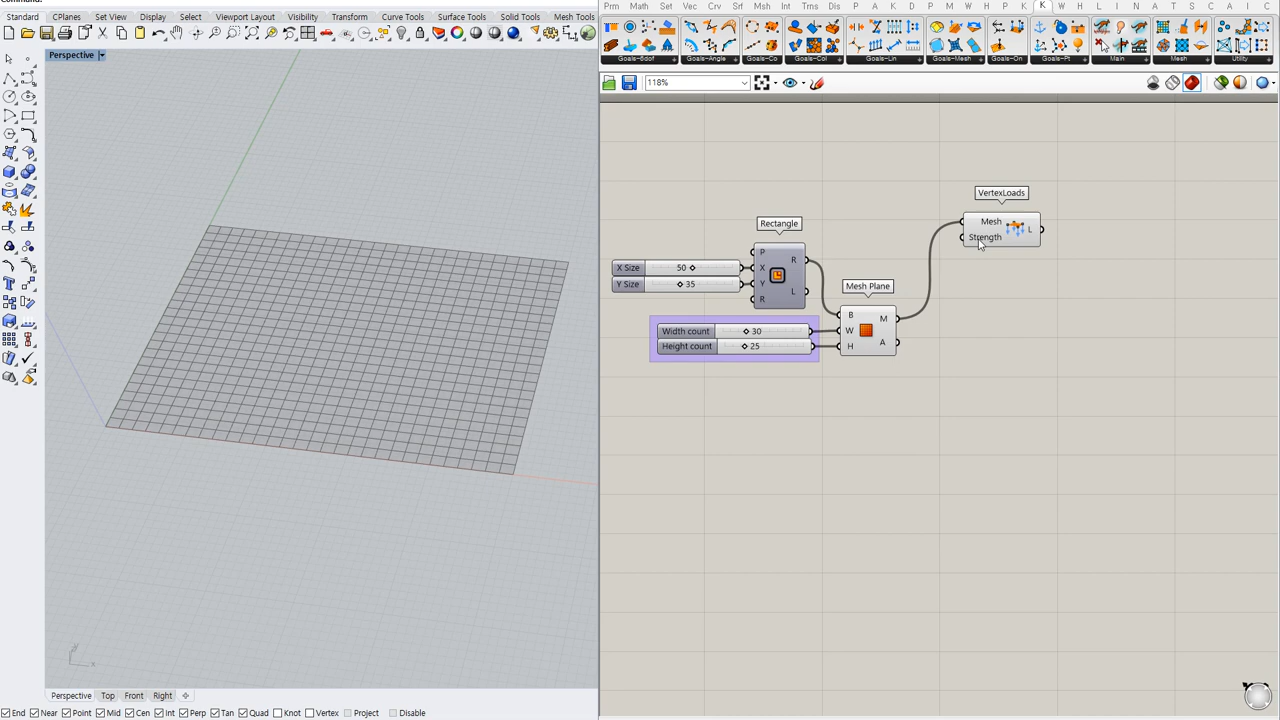 Command:
Standard CPlanes Set View Display Select Viewport Layout Visibility Transform Curve Tools Surface Tools Solid Tools Mesh Tools
Prm Math Set Vec Crv Srf Msh Int Trns Dis W K E H R K P P K W H L I V S C A I C
Goals-6dof Goals-Angle Goals-Co Goals-Col Goals-Lin Goals-Mesh Goals-On Goals-Pt Main Mesh Utility
Perspective
118%
VertexLoads
Mesh
Strength
L
Rectangle
P
X
Y
R
R
L
X Size 50
Y Size 35
Mesh Plane
B
W
H
M
A
Width count 30
Height count 25
y
x
Perspective Top Front Right
End Near Point Mid Cen Int Perp Tan Quad Knot Vertex Project Disable